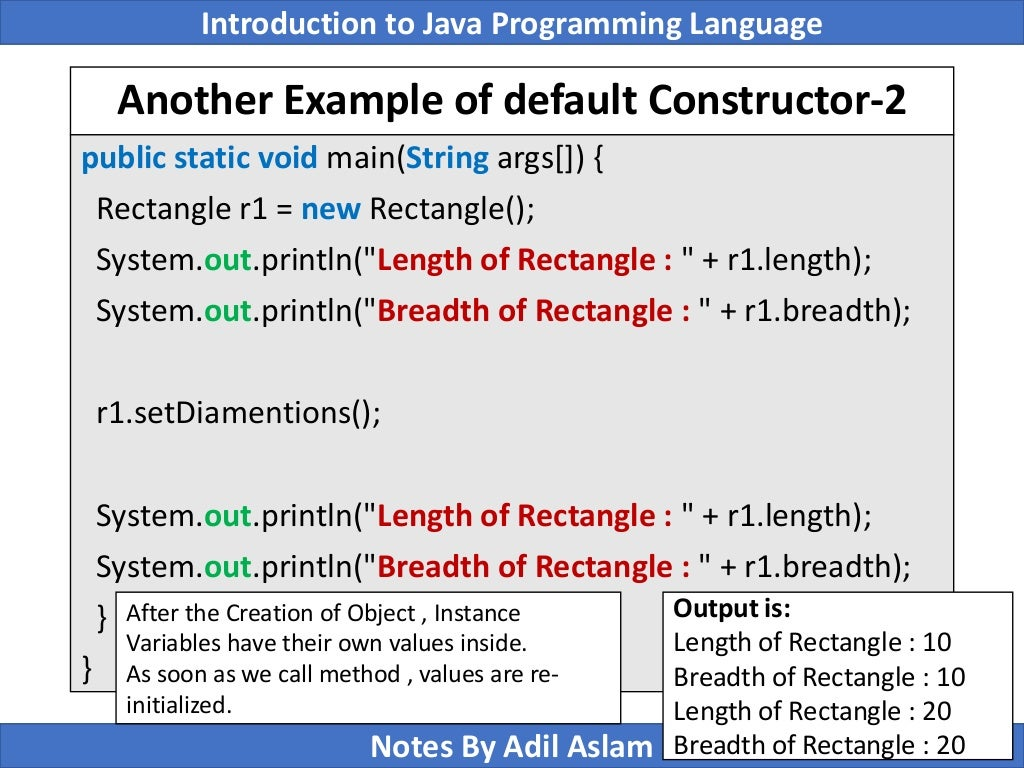 Introduction to Java Programming Language
Another Example of default Constructor-2
public static void main(String args[]) {
Rectangle r1 = new Rectangle();
System.out.println("Length of Rectangle : " + r1.length);
System.out.println("Breadth of Rectangle : " + r1.breadth);
r1.setDiamentions();
System.out.println("Length of Rectangle : " + r1.length);
System.out.println("Breadth of Rectangle : " + r1.breadth);
}
}
After the Creation of Object , Instance
Variables have their own values inside.
As soon as we call method , values are re-
initialized.
Output is:
Length of Rectangle : 10
Breadth of Rectangle : 10
Length of Rectangle : 20
Breadth of Rectangle : 20
Notes By Adil Aslam